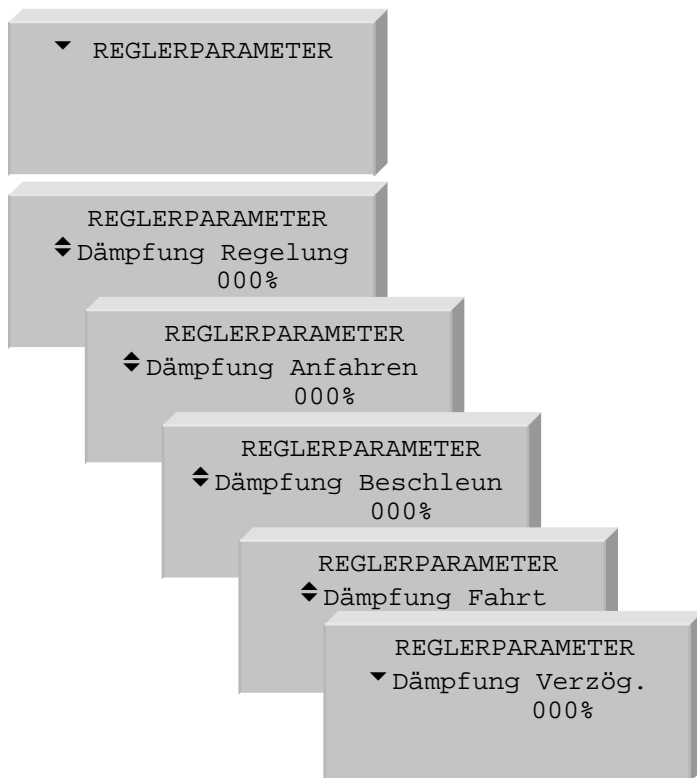 REGLERPARAMETER
REGLERPARAMETER
Dämpfung Regelung
000%
REGLERPARAMETER
Dämpfung Anfahren
000%
REGLERPARAMETER
Dämpfung Beschleun
000%
REGLERPARAMETER
Dämpfung Fahrt
REGLERPARAMETER
Dämpfung Verzög.
000%